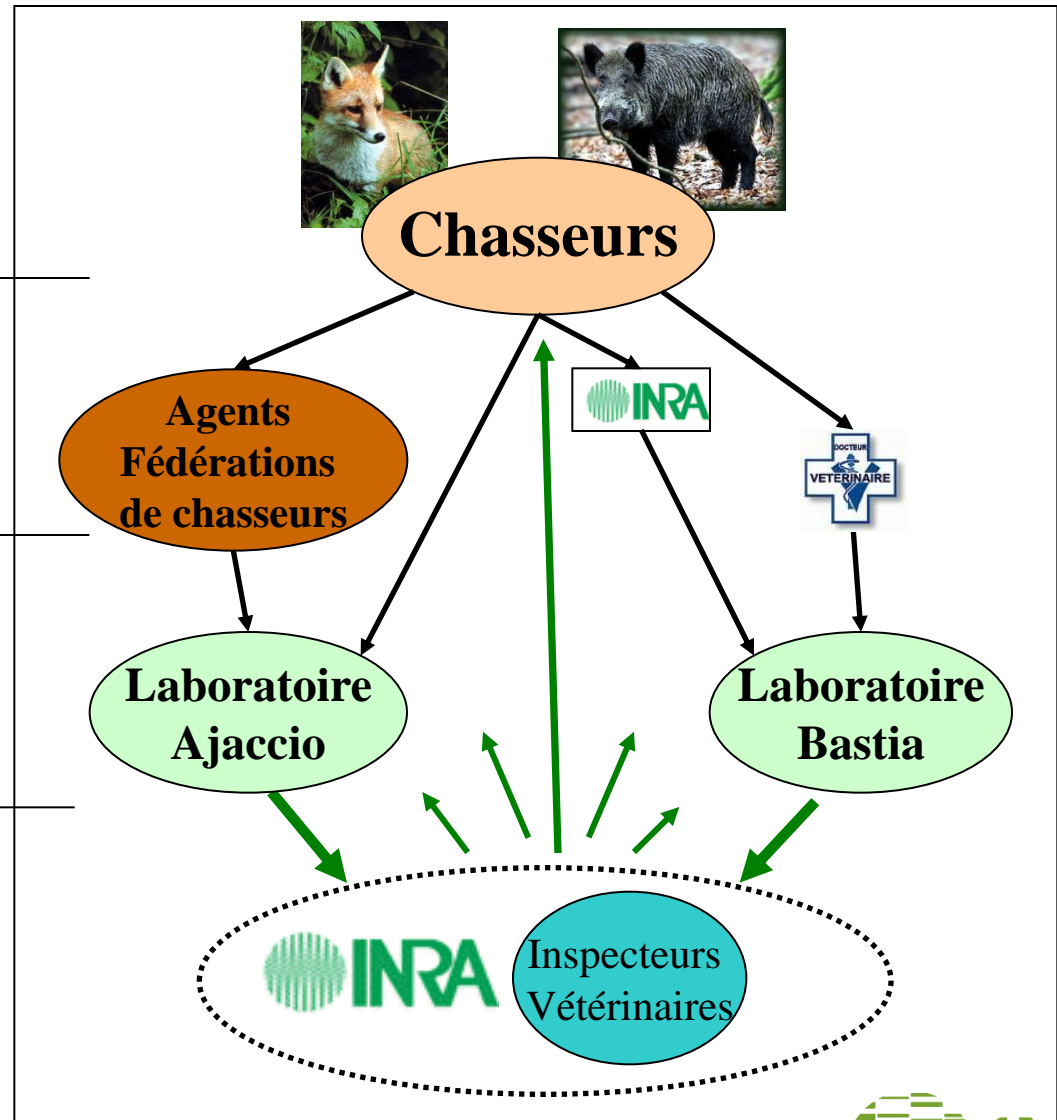 Chasseurs
Agents
Fédérations
de chasseurs
INRA
DOCTEUR
VETERINAIRE
Laboratoire
Ajaccio
Laboratoire
Bastia
INRA
Inspecteurs
Vétérinaires